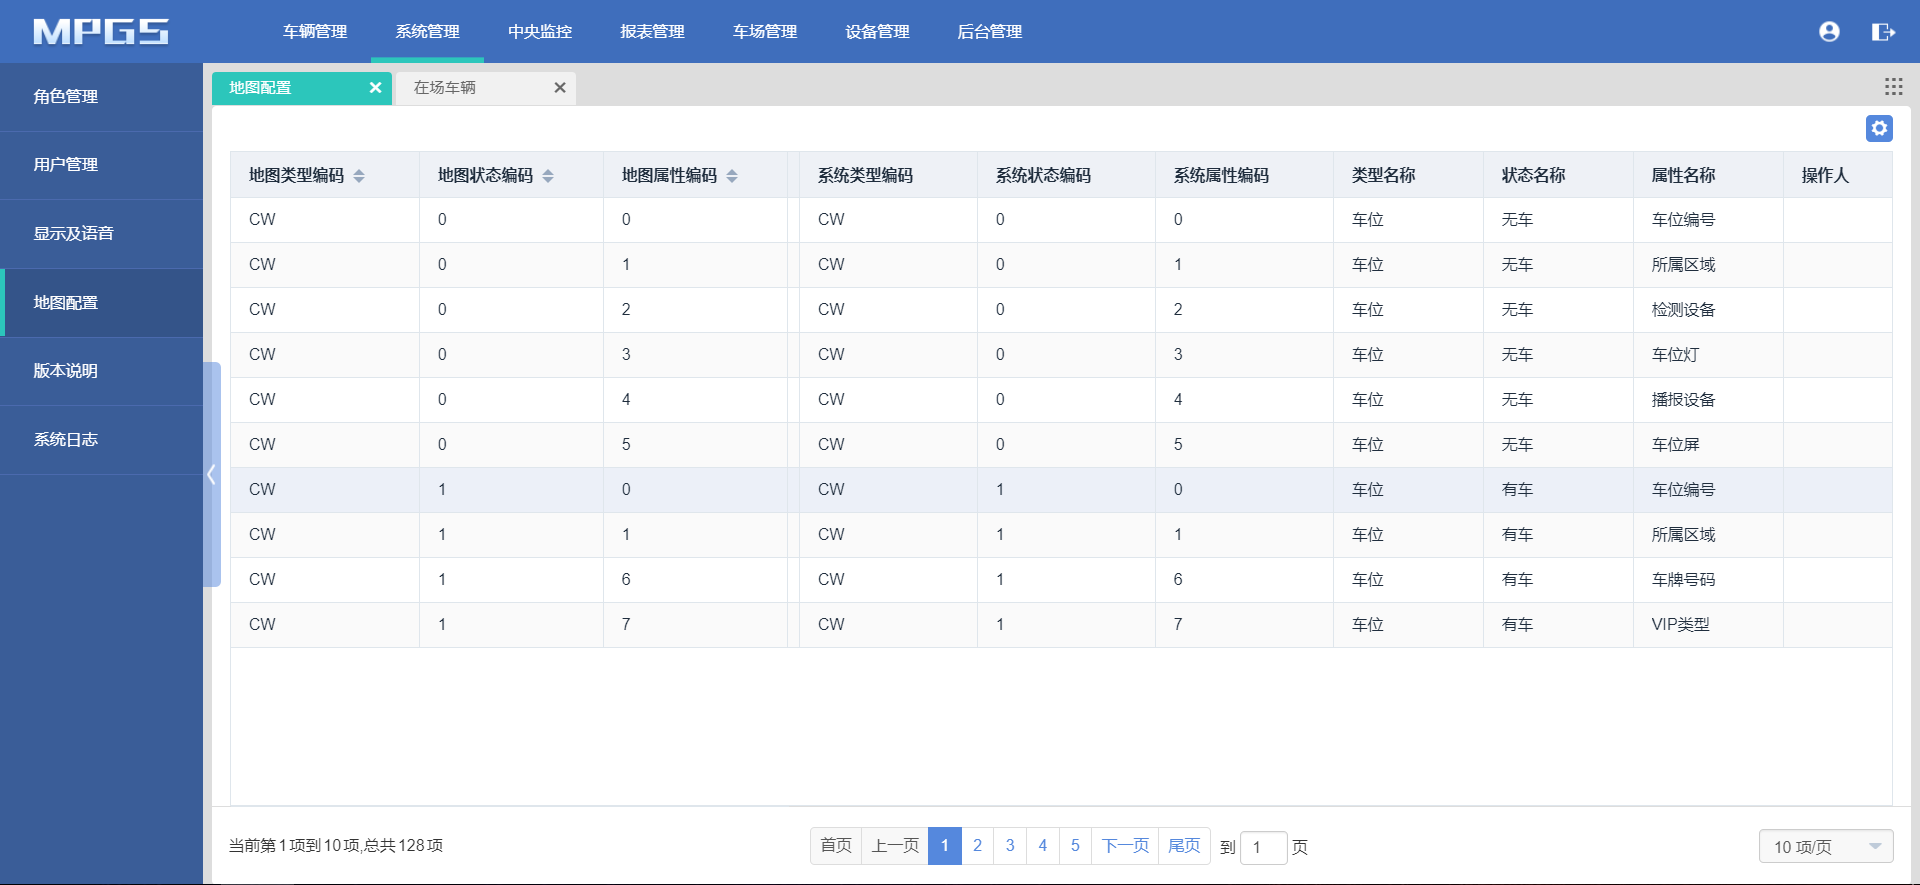 MPGS 车辆管理 系统管理 中央监控 报表管理 车场管理 设备管理 后台管理
角色管理
用户管理
显示及语音
地图配置
版本说明
系统日志
地图配置 在场车辆
地图类型编码 地图状态编码 地图属性编码 系统类型编码 系统状态编码 系统属性编码 类型名称 状态名称 属性名称 操作人
CW 0 0 CW 0 0 车位 无车 车位编号
CW 0 1 CW 0 1 车位 无车 所属区域
CW 0 2 CW 0 2 车位 无车 检测设备
CW 0 3 CW 0 3 车位 无车 车位灯
CW 0 4 CW 0 4 车位 无车 播报设备
CW 0 5 CW 0 5 车位 无车 车位屏
CW 1 0 CW 1 0 车位 有车 车位编号
CW 1 1 CW 1 1 车位 有车 所属区域
CW 1 6 CW 1 6 车位 有车 车牌号码
CW 1 7 CW 1 7 车位 有车 VIP类型
当前第1项到10项,总共128项 首页 上一页 1 2 3 4 5 下一页 尾页 到 1 页 10 项/页